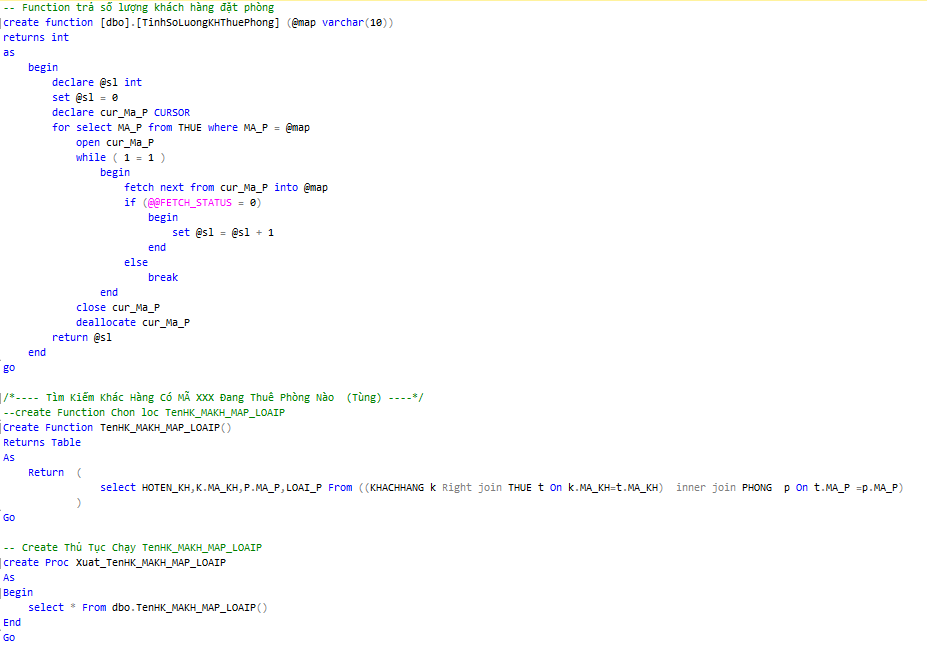 -- Function trả số lượng khách hàng đặt phòng
create function [dbo].[TinhSoLuongKHThuePhong] (@map varchar(10))
returns int
as
begin
declare @sl int
set @sl = 0
declare cur_Ma_P CURSOR
for select MA_P from THUE where MA_P = @map
open cur_Ma_P
while ( 1 = 1 )
begin
fetch next from cur_Ma_P into @map
if (@@FETCH_STATUS = 0)
begin
set @sl = @sl + 1
end
else
break
end
close cur_Ma_P
deallocate cur_Ma_P
return @sl
end
go
/*---- Tìm Kiếm Khác Hàng Có MÃ XXX Đang Thuê Phòng Nào  (Tùng) ----*/
--create Function Chon loc TenHK_MAKH_MAP_LOAIP
Create Function TenHK_MAKH_MAP_LOAIP()
Returns Table
As
Return  (
select HOTEN_KH,K.MA_KH,P.MA_P,LOAI_P From ((KHACHHANG k Right join THUE t On k.MA_KH=t.MA_KH)  inner join PHONG  p On t.MA_P =p.MA_P)
)
Go
-- Create Thủ Tục Chạy TenHK_MAKH_MAP_LOAIP
create Proc Xuat_TenHK_MAKH_MAP_LOAIP
As
Begin
select * From dbo.TenHK_MAKH_MAP_LOAIP()
End
Go